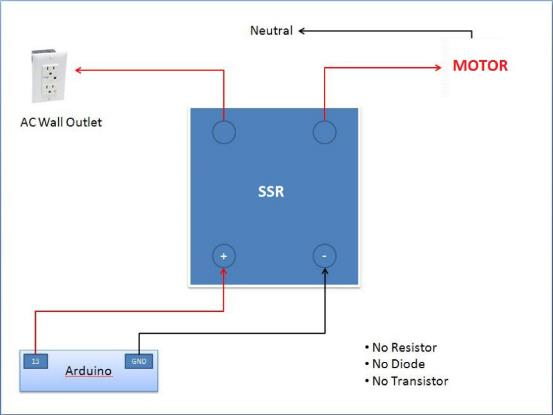 Neutral
MOTOR
AC Wall Outlet
SSR
+
-
13
GND
Arduino
• No Resistor
• No Diode
• No Transistor